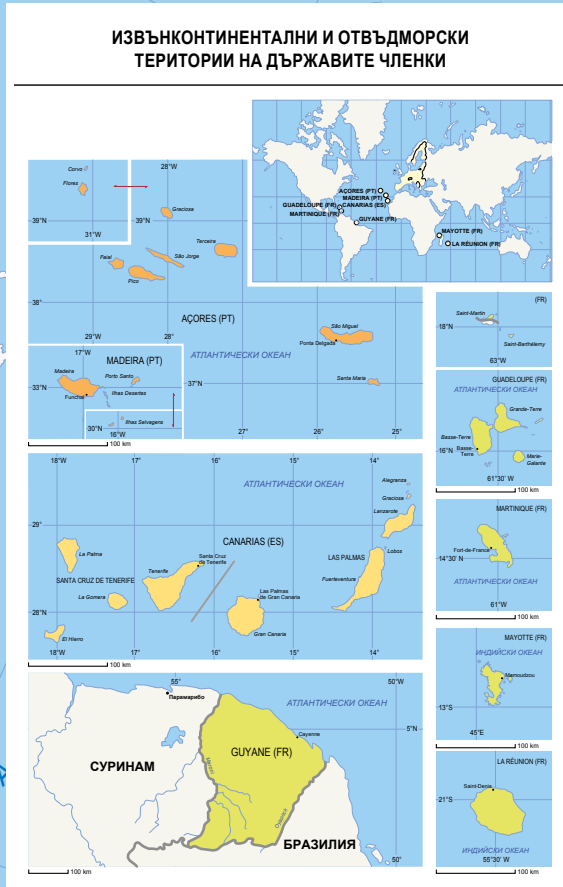 ИЗВЪНКОНТИНЕНТАЛНИ И ОТВЪДМОРСКИ
ТЕРИТОРИИ НА ДЪРЖАВИТЕ ЧЛЕНКИ
AÇORES (PT)
MADEIRA (PT)
GUADELOUPE (FR)
CANARIAS (ES)
MARTINIQUE (FR)
GUYANE (FR)
MAYOTTE (FR)
LA RÉUNION (FR)
Corvo
Flores
39°N
31°W
28°W
Graciosa
39°N
Terceira
Faial
São Jorge
Pico
38°
29°W
28°
AÇORES (PT)
São Miguel
Ponta Delgada
АТЛАНТИЧЕСКИ ОКЕАН
Santa Maria
37°N
27°
26°
25°
17°W
MADEIRA (PT)
Madeira
Porto Santo
33°N
Funchal
Ilhas Desertas
Ilhas Selvagens
30°N
16°W
100 km
(FR)
Saint-Martin
18°N
Saint-Barthélemy
63°W
GUADELOUPE (FR)
АТЛАНТИЧЕСКИ ОКЕАН
Grande-Terre
Basse-Terre
Basse-
Terre
16°N
Marie-
Galante
61°30'W
100 km
18°W
17°
16°
15°
14°
АТЛАНТИЧЕСКИ ОКЕАН
Alegranza
Graciosa
Lanzarote
29°
CANARIAS (ES)
La Palma
Santa Cruz
de Tenerife
LAS PALMAS
Lobos
SANTA CRUZ DE TENERIFE
Tenerife
Fuerteventura
La Gomera
Las Palmas
de Gran Canaria
28°N
El Hierro
Gran Canaria
18°W
17°
16°
15°
14°
100 km
MARTINIQUE (FR)
Fort-de-France
14°30' N
АТЛАНТИЧЕСКИ ОКЕАН
61°W
100 km
MAYOTTE (FR)
ИНДИЙСКИ ОКЕАН
Mamoudzou
13°S
45°E
100 km
55°
50°W
Парамарибо
АТЛАНТИЧЕСКИ ОКЕАН
5°N
Cayenne
GUYANE (FR)
СУРИНАМ
Maroni
Oyapock
БРАЗИЛИЯ
50°
100 km
LA RÉUNION (FR)
Saint-Denis
21°S
ИНДИЙСКИ ОКЕАН
55°30' W
100 km